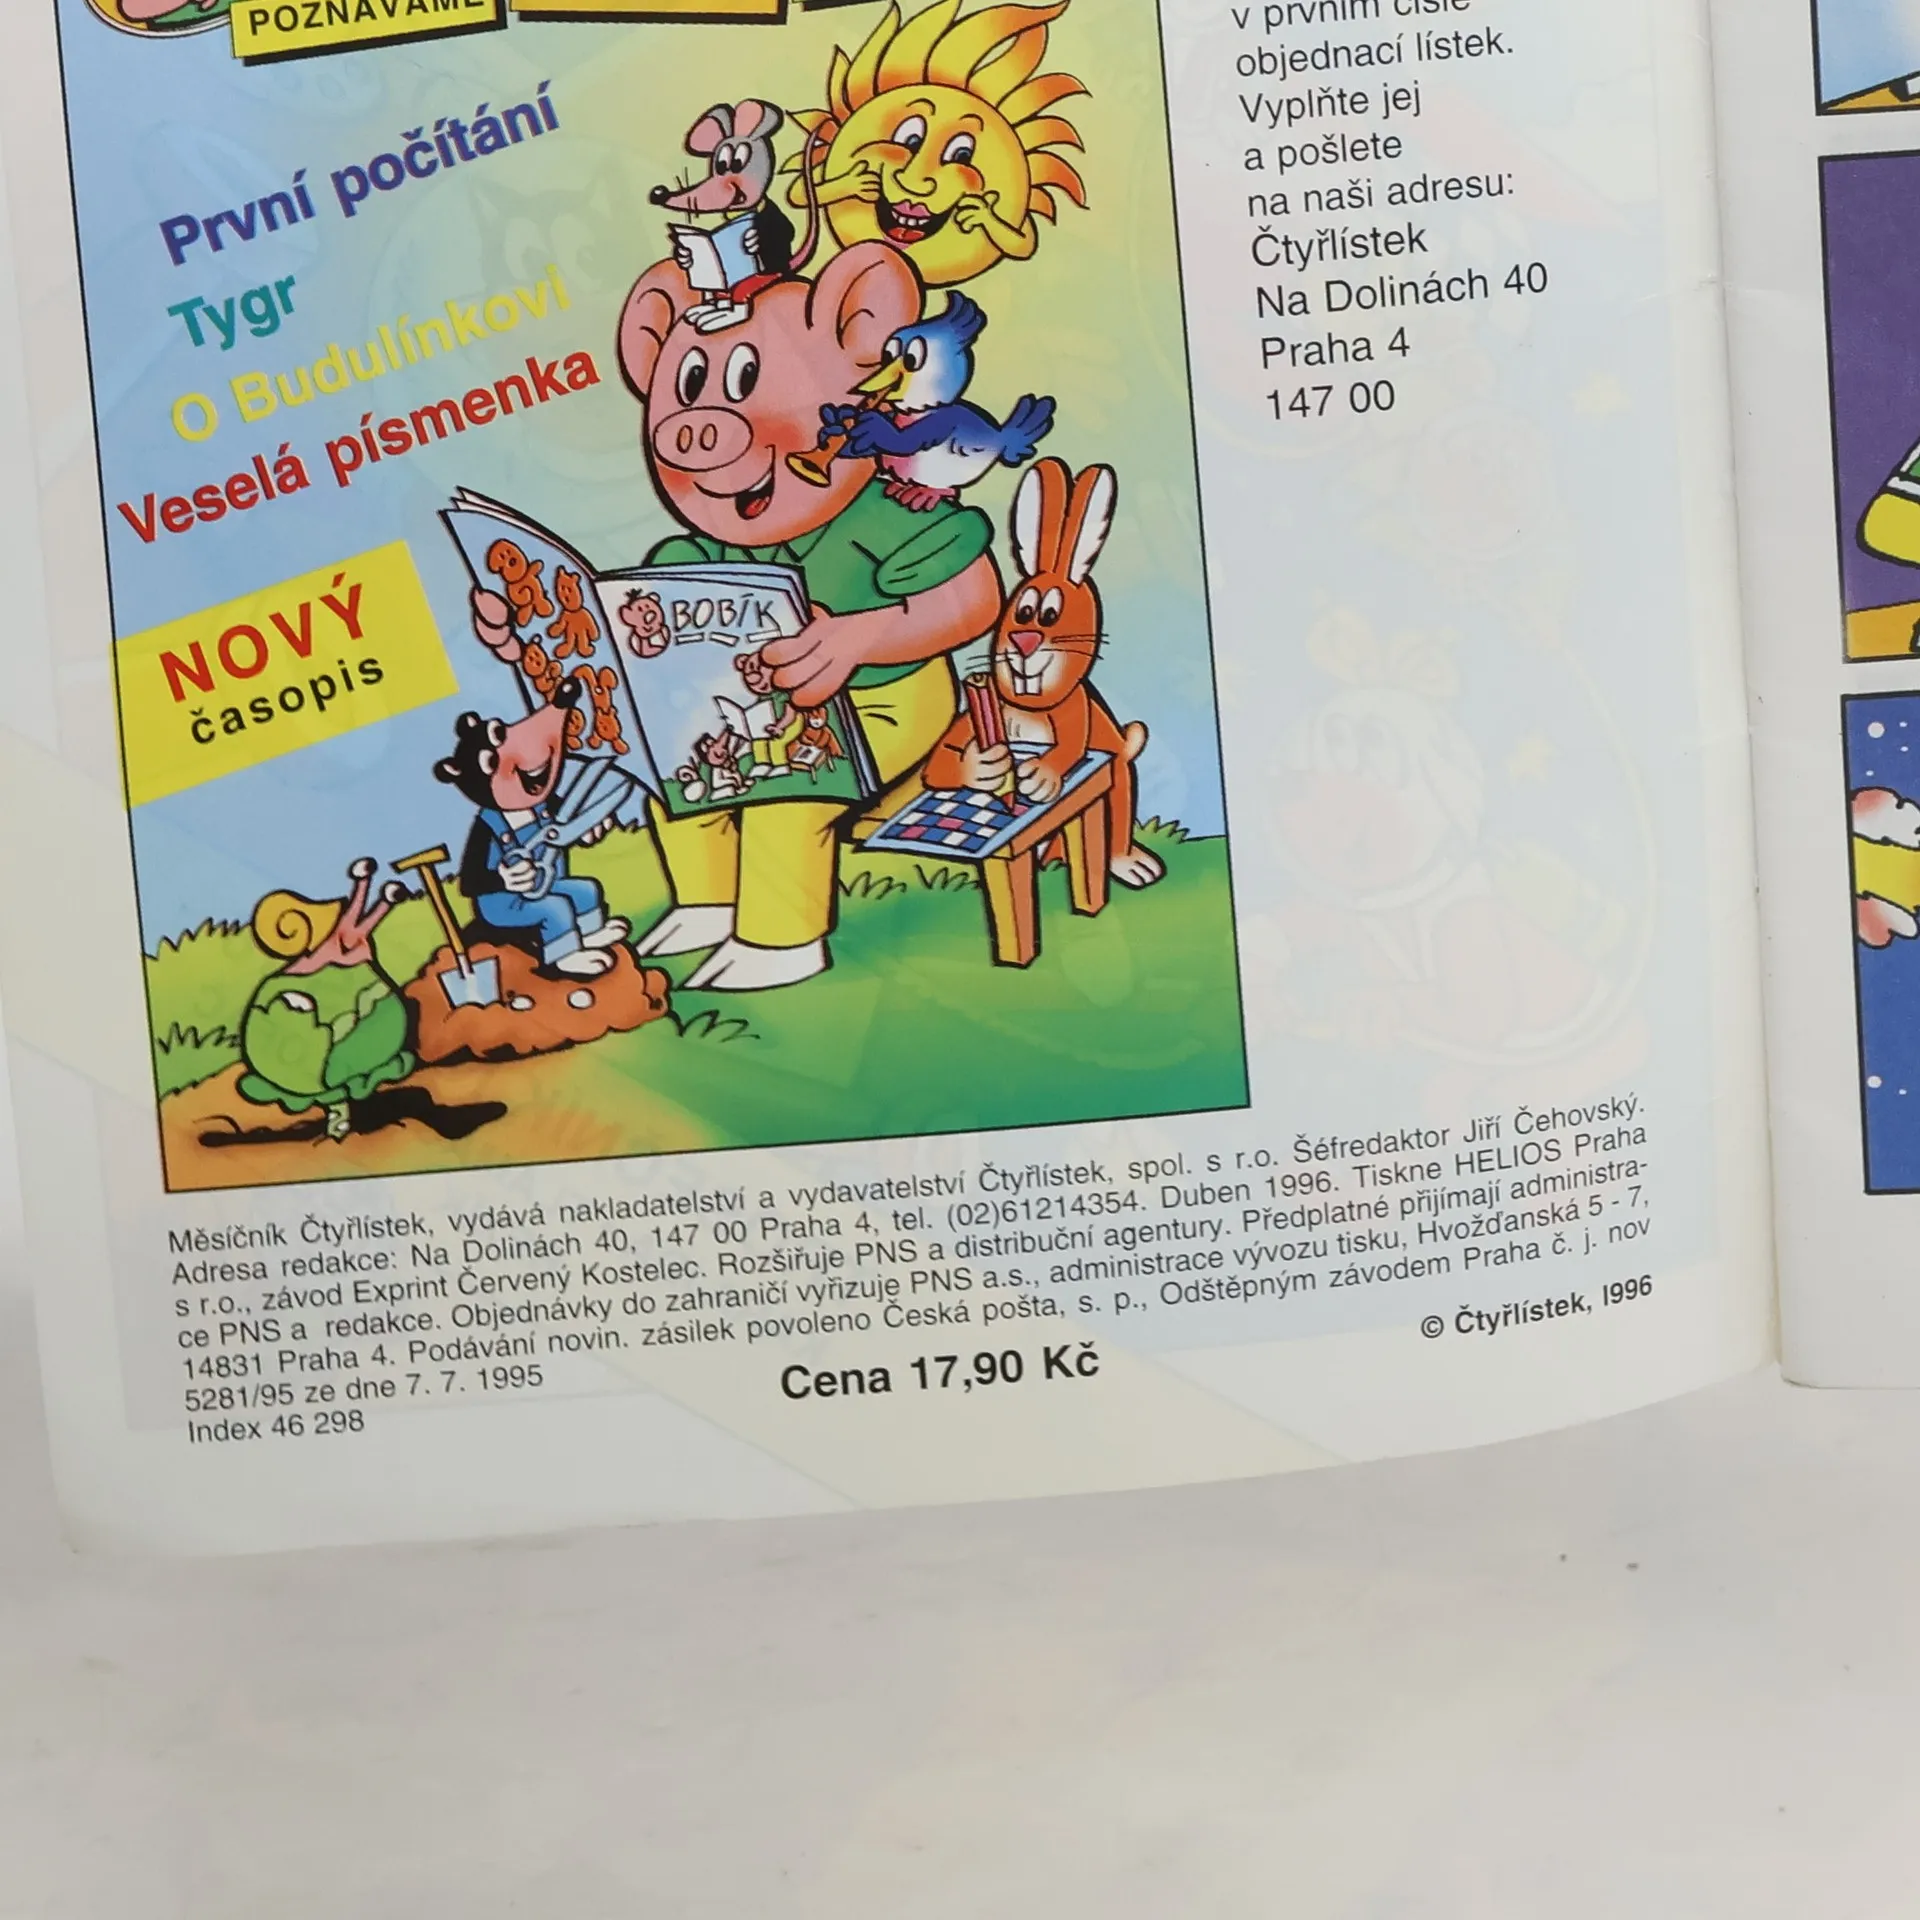 POZNÁVÁME
První počítání
Tygr
O Budulínkovi
Veselá písmenka
NOVÝ
časopis
BOBÍK
v prvním čísle
objednací lístek.
Vyplňte jej
a pošlete
na naši adresu:
Čtyřlístek
Na Dolinách 40
Praha 4
147 00
Měsíčník Čtyřlístek, vydává nakladatelství a vydavatelství Čtyřlístek, spol. s r.o. Šéfredaktor Jiří Čehovský.
Adresa redakce: Na Dolinách 40, 147 00 Praha 4, tel. (02)61214354. Duben 1996. Tiskne HELIOS Praha
s r.o., závod Exprint Červený Kostelec. Rozšiřuje PNS a distribuční agentury. Předplatné přijímají administra-
ce PNS a redakce. Objednávky do zahraničí vyřizuje PNS a.s., administrace vývozu tisku, Hvožďanská 5 - 7,
14831 Praha 4. Podávání novin. zásilek povoleno Česká pošta, s. p., Odštěpným závodem Praha č. j. nov
5281/95 ze dne 7. 7. 1995
Index 46 298
Cena 17,90 Kč
© Čtyřlístek, 1996